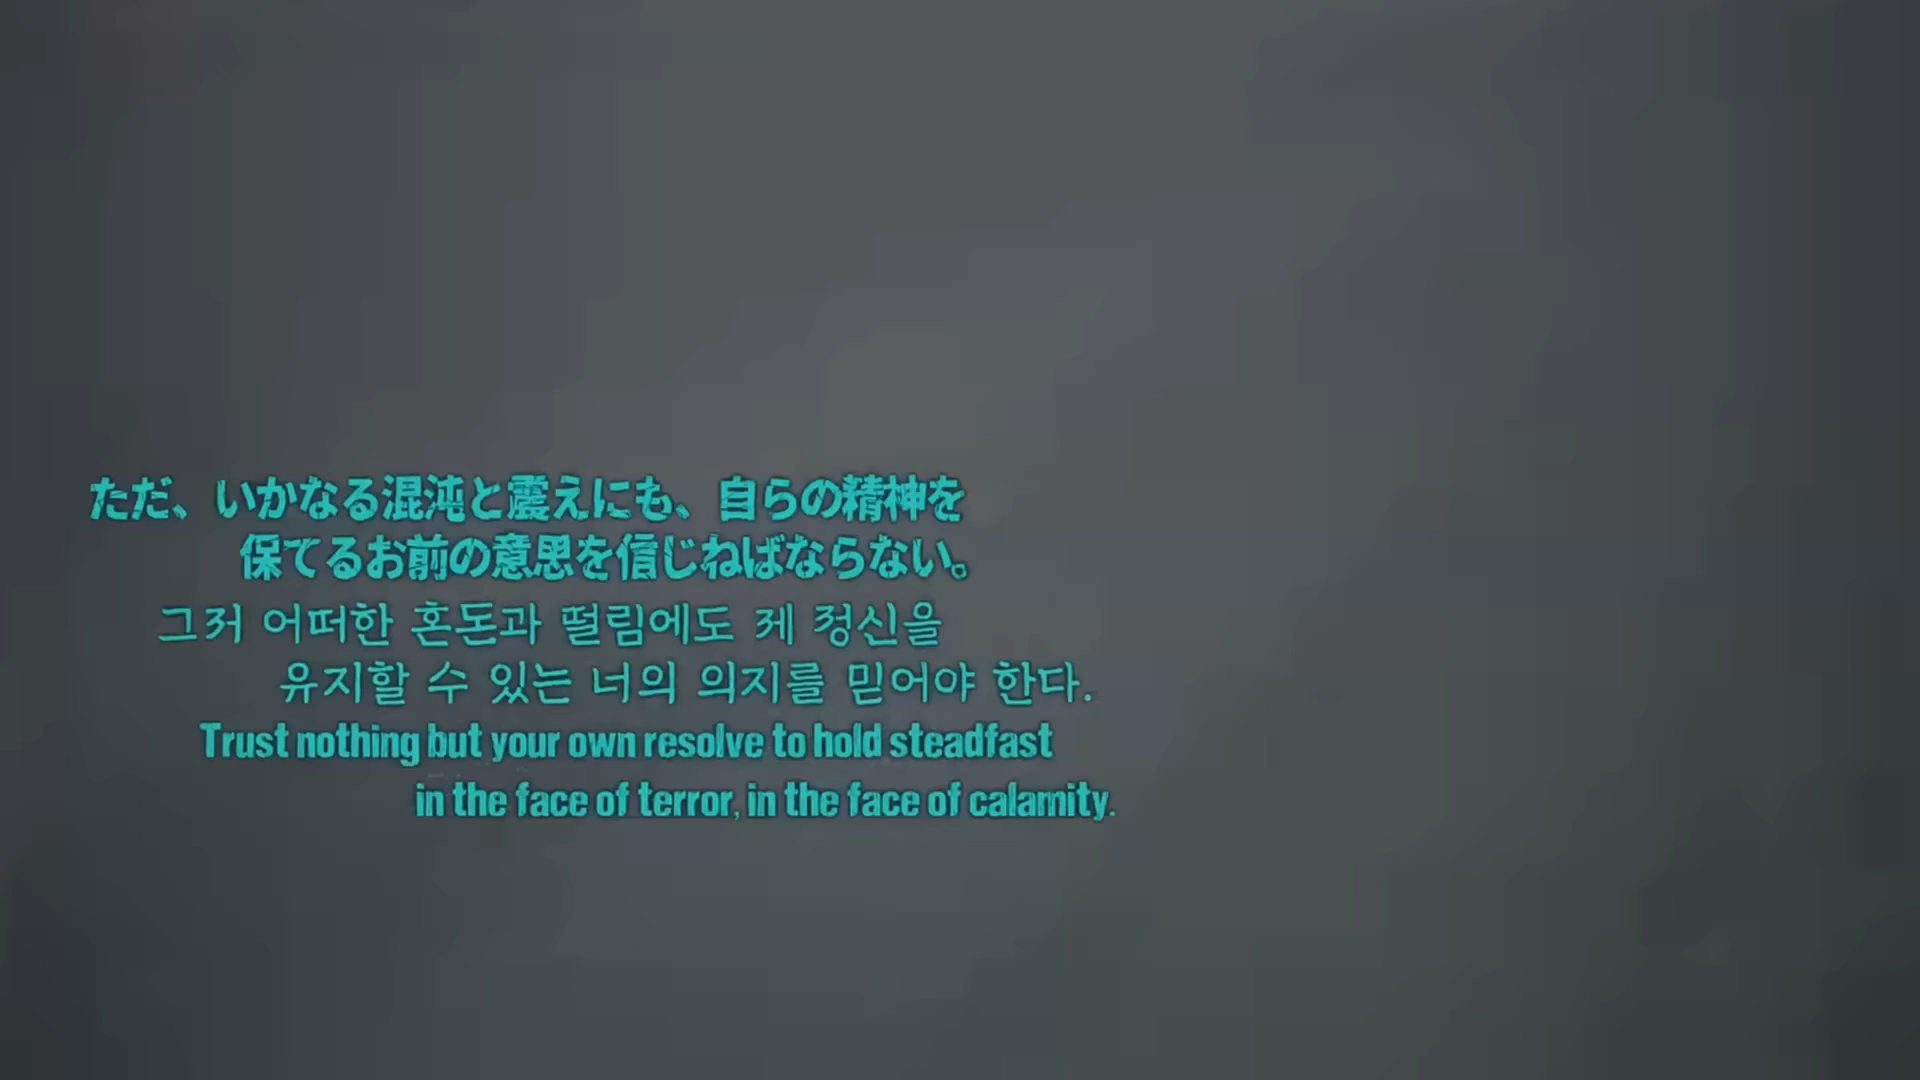 ただ、いかなる混沌と震えにも、自らの精神を
保てるお前の意思を信じねばならない。
그저 어떠한 혼돈과 떨림에도 제 정신을
유지할 수 있는 너의 의지를 믿어야 한다.
Trust nothing but your own resolve to hold steadfast
in the face of terror, in the face of calamity.